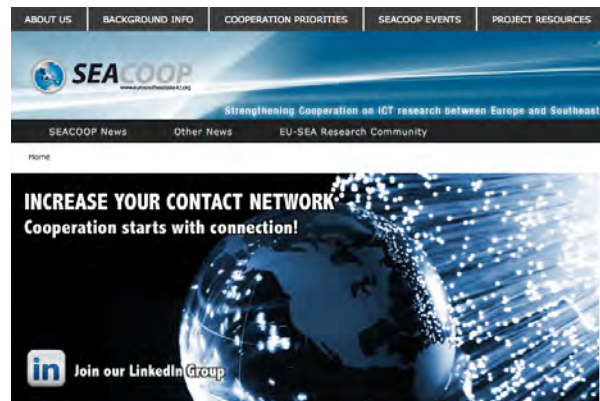 ABOUT US BACKGROUND INFO COOPERATION PRIORITIES SEACOOP EVENTS PROJECT RESOURCES
SEACOOP
Strengthening Cooperation on ICT research between Europe and Southeast
SEACOOP News Other News EU-SEA Research Community
Home
INCREASE YOUR CONTACT NETWORK
Cooperation starts with connection!
in Join our LinkedIn Group